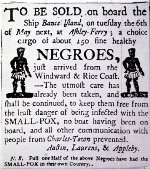 TO BE SOLD, on board the
Ship Bance Island, on tuesday the 6th
of May next, at Ashley-Ferry; a choice
cargo of about 250 fine healthy
NEGROES,
just arrived from the
Windward & Rice Coast.
—The utmost care has
already been taken, and
shall be continued, to keep them free from
the least danger of being infected with the
SMALL-POX, no boat having been on
board, and all other communication with
people from Charles-Town prevented.
Austin, Laurens, & Appleby.
N. B. Full one Half of the above Negroes have had the
SMALL-POX in their own Country.